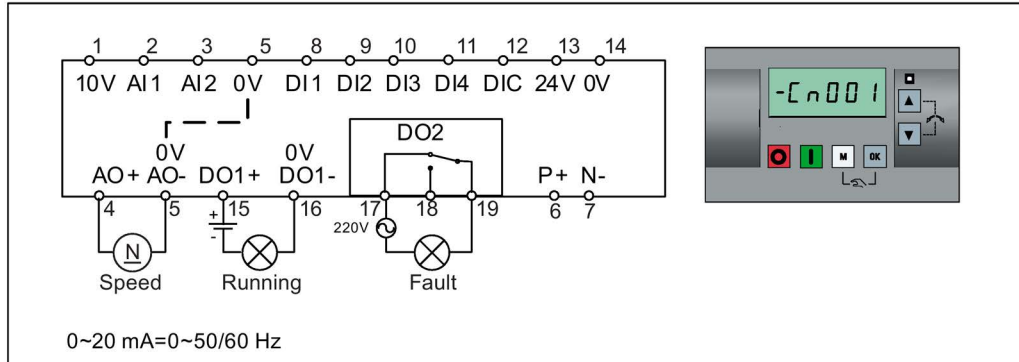 1 2 3 5 8 9 10 11 12 13 14
10V AI1 AI2 0V DI1 DI2 DI3 DI4 DIC 24V 0V
-Cn001
DO2
0V 0V
AO+ AO- DO1+ DO1- P+ N-
M OK
4 5 15 16 17 18 19 6 7
+
-
220V
N
Speed Running Fault
0~20 mA=0~50/60 Hz